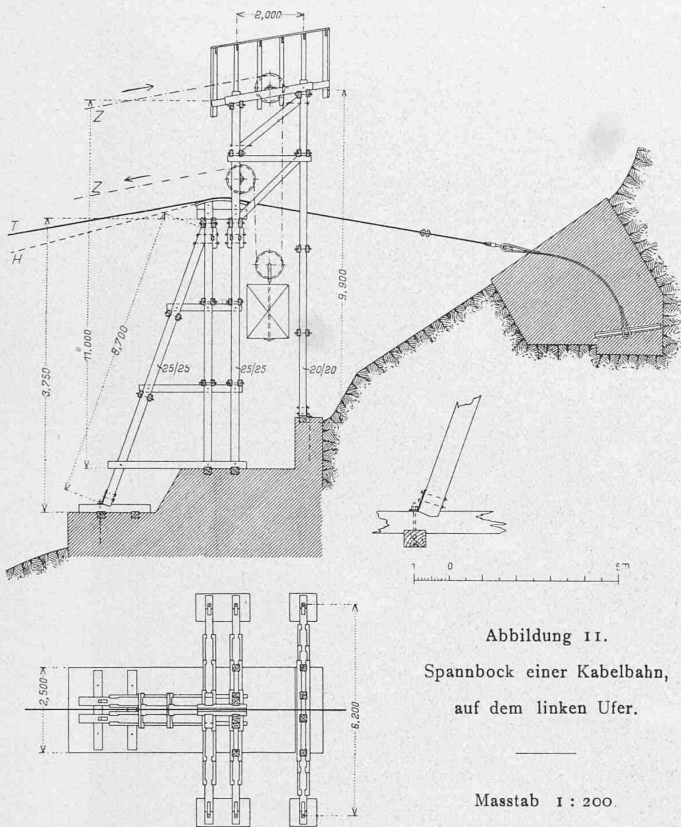 2,000
Z
Z
T
H
8,750
11,000
8,700
9,900
25/25
25/25
20/20
1 0 5m
2,500
6,200
Abbildung 11.
Spannbock einer Kabelbahn,
auf dem linken Ufer.
Masstab 1 : 200